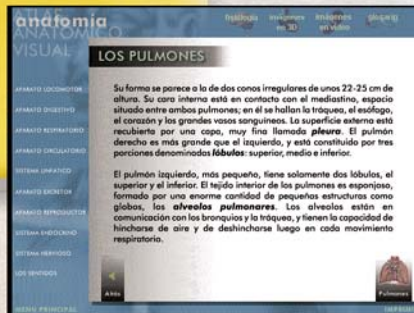 anatomía
fisiología imágenes en 3D imágenes en vídeo glosario
ATLAS ANATÓMICO VISUAL
LOS PULMONES
APARATO LOCOMOTOR
APARATO DIGESTIVO
APARATO RESPIRATORIO
APARATO CIRCULATORIO
SISTEMA LINFÁTICO
APARATO EXCRETOR
APARATO REPRODUCTOR
SISTEMA ENDOCRINO
SISTEMA NERVIOSO
LOS SENTIDOS
Su forma se parece a la de dos conos irregulares de unos 22-25 cm de
altura. Su cara interna está en contacto con el mediastino, espacio
situado entre ambos pulmones; en él se hallan la tráquea, el esófago,
el corazón y los grandes vasos sanguíneos. La superficie externa está
recubierta por una capa, muy fina llamada pleura. El pulmón
derecho es más grande que el izquierdo, y está constituido por tres
porciones denominadas lóbulos: superior, medio e inferior.
El pulmón izquierdo, más pequeño, tiene solamente dos lóbulos, el
superior y el inferior. El tejido interior de los pulmones es esponjoso,
formado por una enorme cantidad de pequeñas estructuras como
globos, los alveolos pulmonares. Los alveolos están en
comunicación con los bronquios y la tráquea, y tienen la capacidad de
hincharse de aire y de deshincharse luego en cada movimiento
respiratorio.
Atrás
Pulmones
MENÚ PRINCIPAL